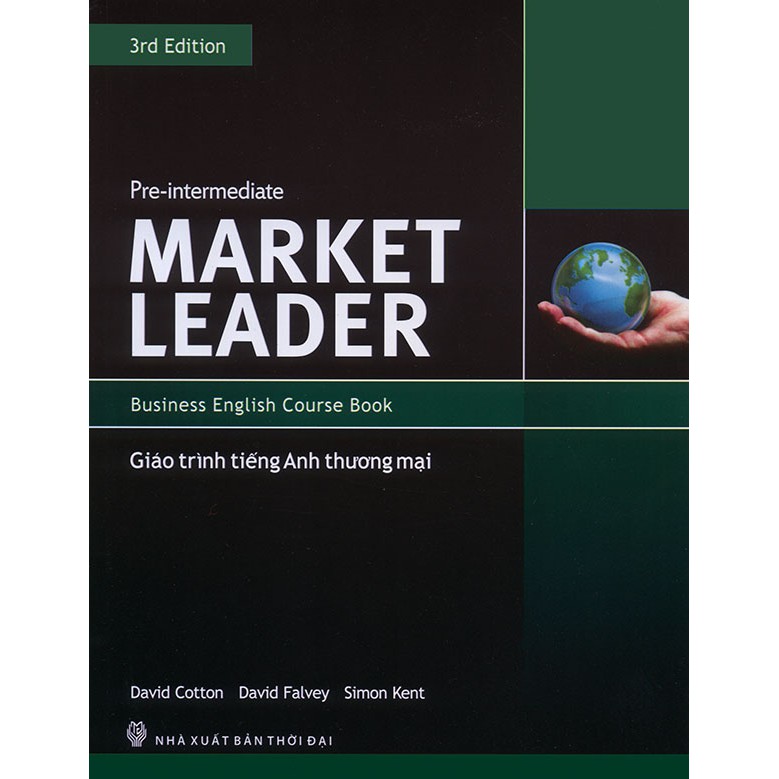 3rd Edition
Pre-intermediate
MARKET
LEADER
Business English Course Book
Giáo trình tiếng Anh thương mại
David Cotton David Falvey Simon Kent
NHÀ XUẤT BẢN THỜI ĐẠI